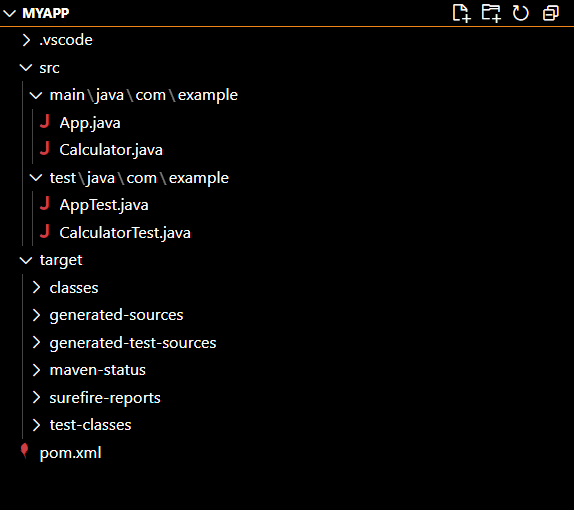 MYAPP
.vscode
src
main\java\com\example
App.java
Calculator.java
test\java\com\example
AppTest.java
CalculatorTest.java
target
classes
generated-sources
generated-test-sources
maven-status
surefire-reports
test-classes
pom.xml